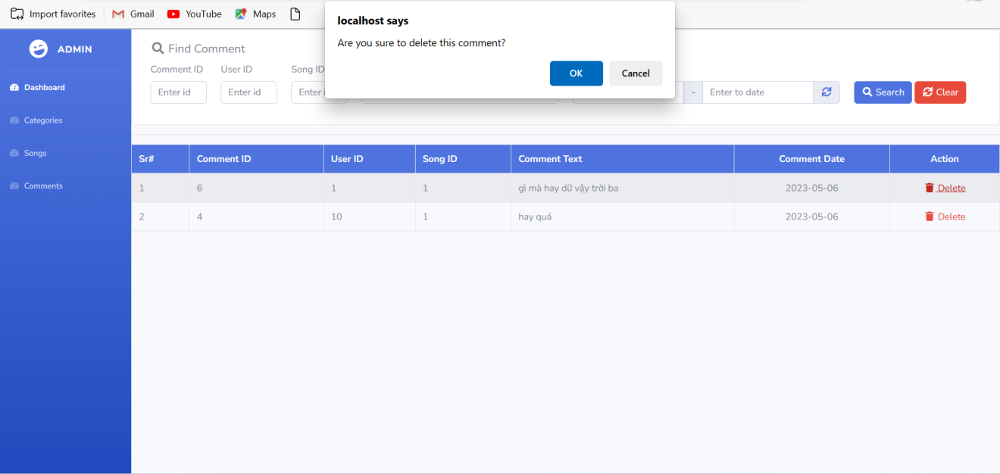 Import favorites Gmail YouTube Maps
localhost says
Are you sure to delete this comment?
OK Cancel
ADMIN
Dashboard
Categories
Songs
Comments
Find Comment
Comment ID User ID Song ID
Enter id Enter id Enter - Enter to date Search Clear
Sr# Comment ID User ID Song ID Comment Text Comment Date Action
1 6 1 1 gì mà hay dữ vậy trời ba 2023-05-06 Delete
2 4 10 1 hay quá 2023-05-06 Delete